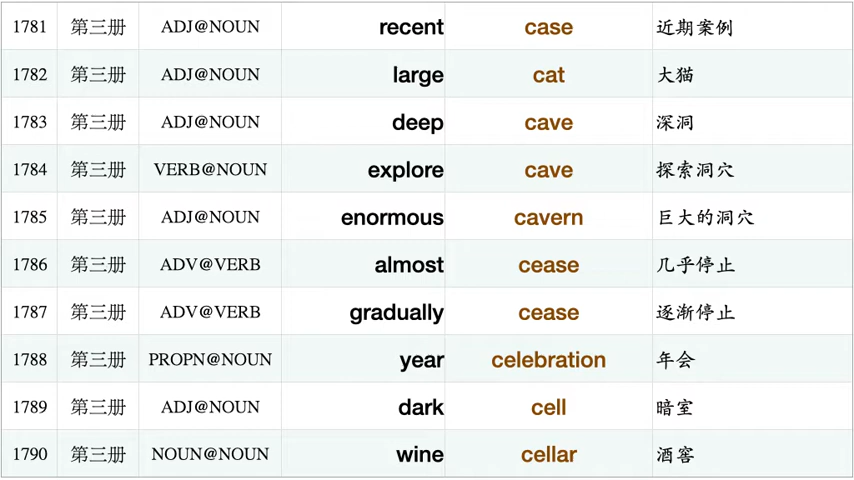 1781 第三册 ADJ@NOUN recent case 近期案例
1782 第三册 ADJ@NOUN large cat 大猫
1783 第三册 ADJ@NOUN deep cave 深洞
1784 第三册 VERB@NOUN explore cave 探索洞穴
1785 第三册 ADJ@NOUN enormous cavern 巨大的洞穴
1786 第三册 ADV@VERB almost cease 几乎停止
1787 第三册 ADV@VERB gradually cease 逐渐停止
1788 第三册 PROPN@NOUN year celebration 年会
1789 第三册 ADJ@NOUN dark cell 暗室
1790 第三册 NOUN@NOUN wine cellar 酒窖